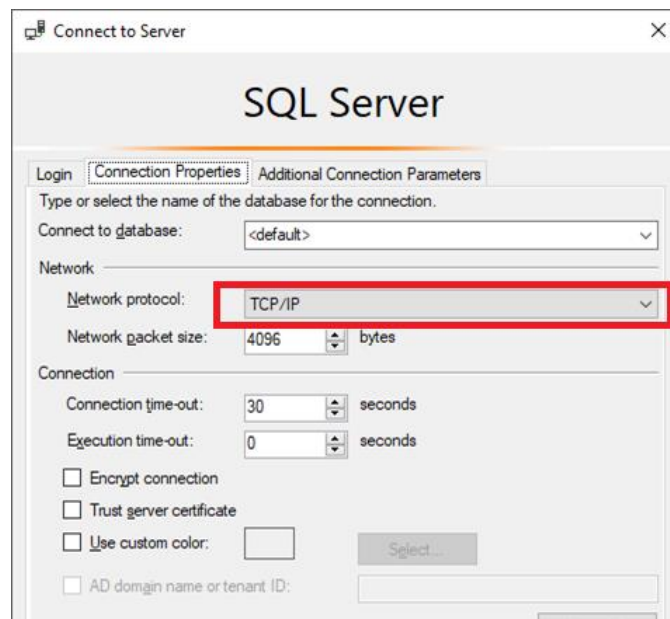 Connect to Server
SQL Server
Login Connection Properties Additional Connection Parameters
Type or select the name of the database for the connection.
Connect to database: <default>
Network
Network protocol: TCP/IP
Network packet size: 4096 bytes
Connection
Connection time-out: 30 seconds
Execution time-out: 0 seconds
Encrypt connection
Trust server certificate
Use custom color: Select...
AD domain name or tenant ID: